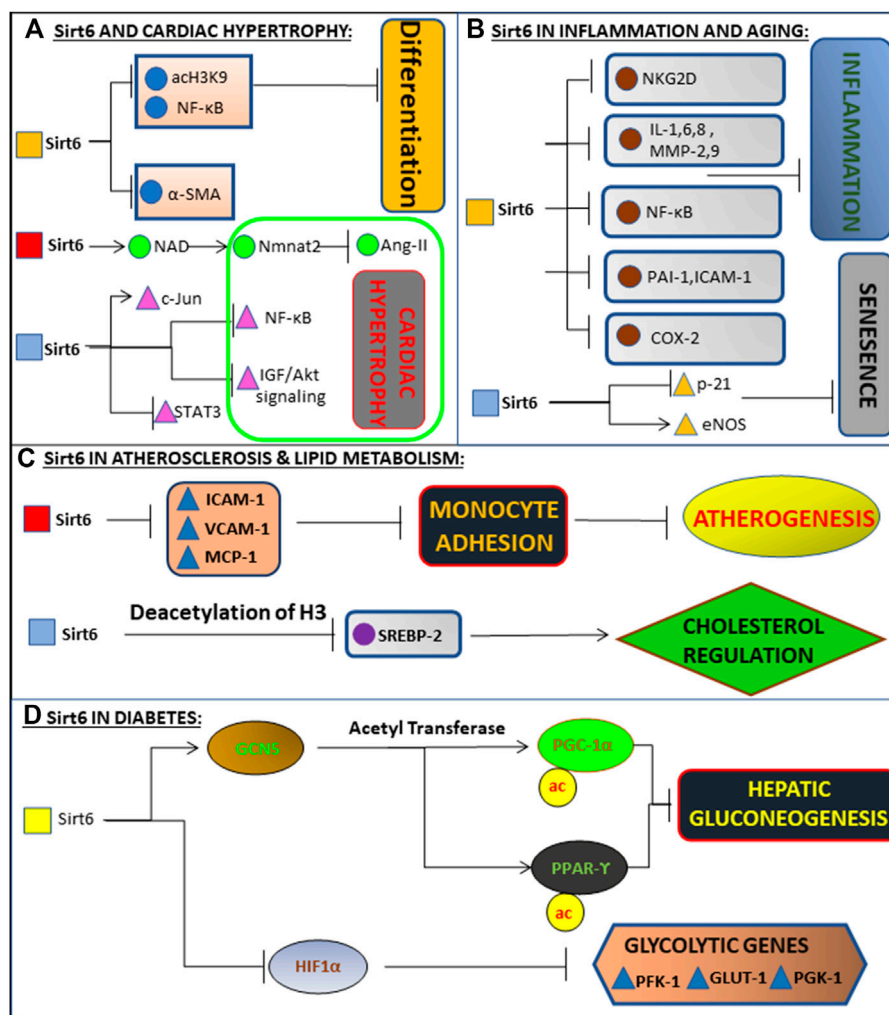 A Sirt6 AND CARDIAC HYPERTROPHY:
Sirt6
acH3K9
NF-κB
α-SMA
Differentiation
Sirt6
NAD
Nmnat2
Ang-II
Sirt6
c-Jun
NF-κB
IGF/Akt
signaling
STAT3
CARDIAC
HYPERTROPHY
B Sirt6 IN INFLAMMATION AND AGING:
Sirt6
NKG2D
IL-1,6,8 ,
MMP-2,9
NF-κB
PAI-1,ICAM-1
COX-2
INFLAMMATION
Sirt6
p-21
eNOS
SENESENCE
C Sirt6 IN ATHEROSCLEROSIS & LIPID METABOLISM:
Sirt6
ICAM-1
VCAM-1
MCP-1
MONOCYTE
ADHESION
ATHEROGENESIS
Sirt6
Deacetylation of H3
SREBP-2
CHOLESTEROL
REGULATION
D Sirt6 IN DIABETES:
Sirt6
GCN5
Acetyl Transferase
PGC-1α
ac
PPAR-ϒ
ac
HEPATIC
GLUCONEOGENESIS
HIF1α
GLYCOLYTIC GENES
PFK-1 GLUT-1 PGK-1